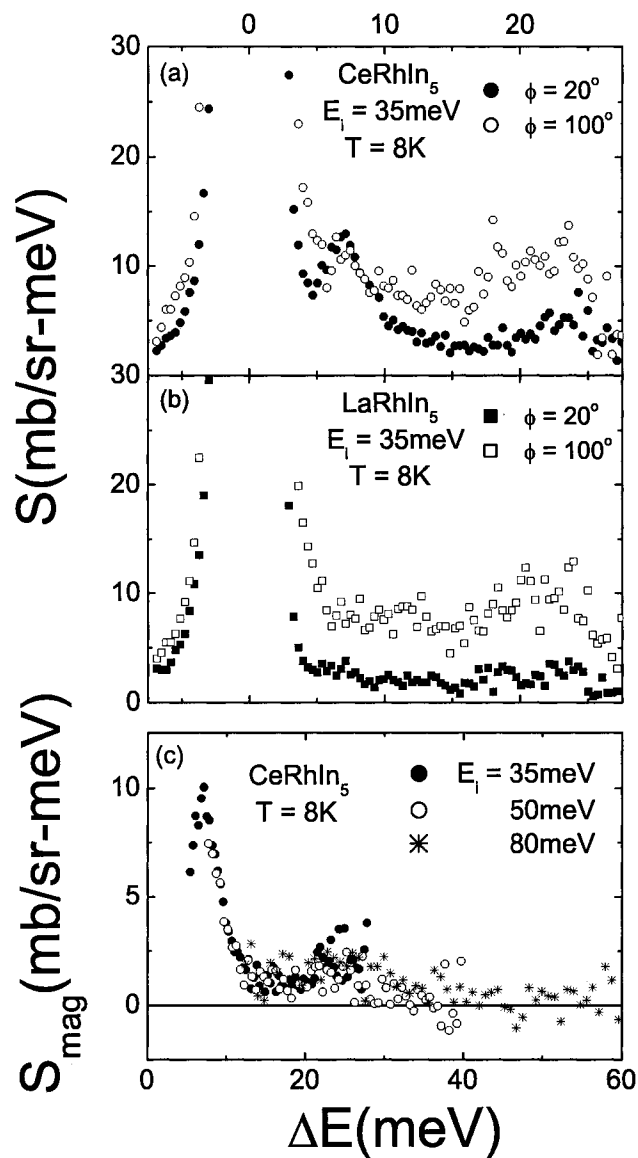 0 10 20
30
(a)
CeRhIn5
Ei = 35meV
T = 8K
● ϕ = 20°
○ ϕ = 100°
20
10
S(mb/sr-meV)
30
(b)
LaRhIn5
Ei = 35meV
T = 8K
■ ϕ = 20°
□ ϕ = 100°
20
10
0
(c)
CeRhIn5
T = 8K
● Ei = 35meV
○ 50meV
✳ 80meV
10
5
0
Smag(mb/sr-meV)
0 20 40 60
ΔE(meV)